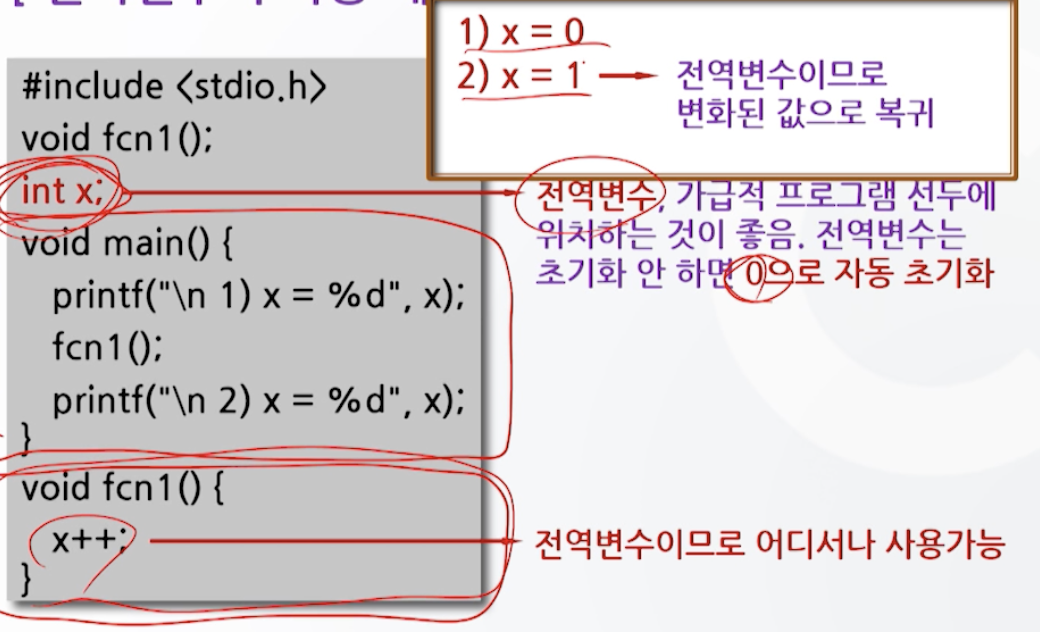 #include <stdio.h>
void fcn1();
int x;
void main() {
printf("\n 1) x = %d", x);
fcn1();
printf("\n 2) x = %d", x);
}
void fcn1() {
x++;
}
1) x = 0
2) x = 1
전역변수이므로
변화된 값으로 복귀
전역변수, 가급적 프로그램 선두에
위치하는 것이 좋음. 전역변수는
초기화 안 하면 0으로 자동 초기화
전역변수이므로 어디서나 사용가능